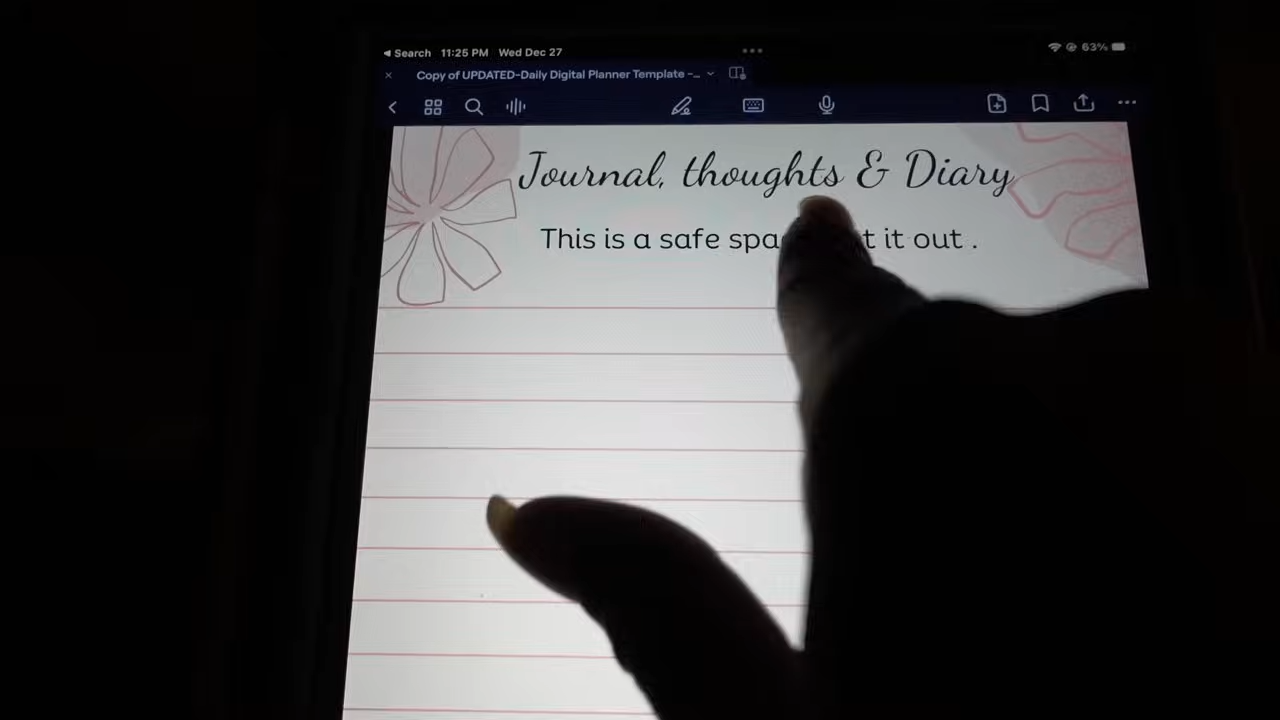 Search 11:25 PM Wed Dec 27
63%
Copy of UPDATED-Daily Digital Planner Template -...
Journal, thoughts & Diary
This is a safe it out .